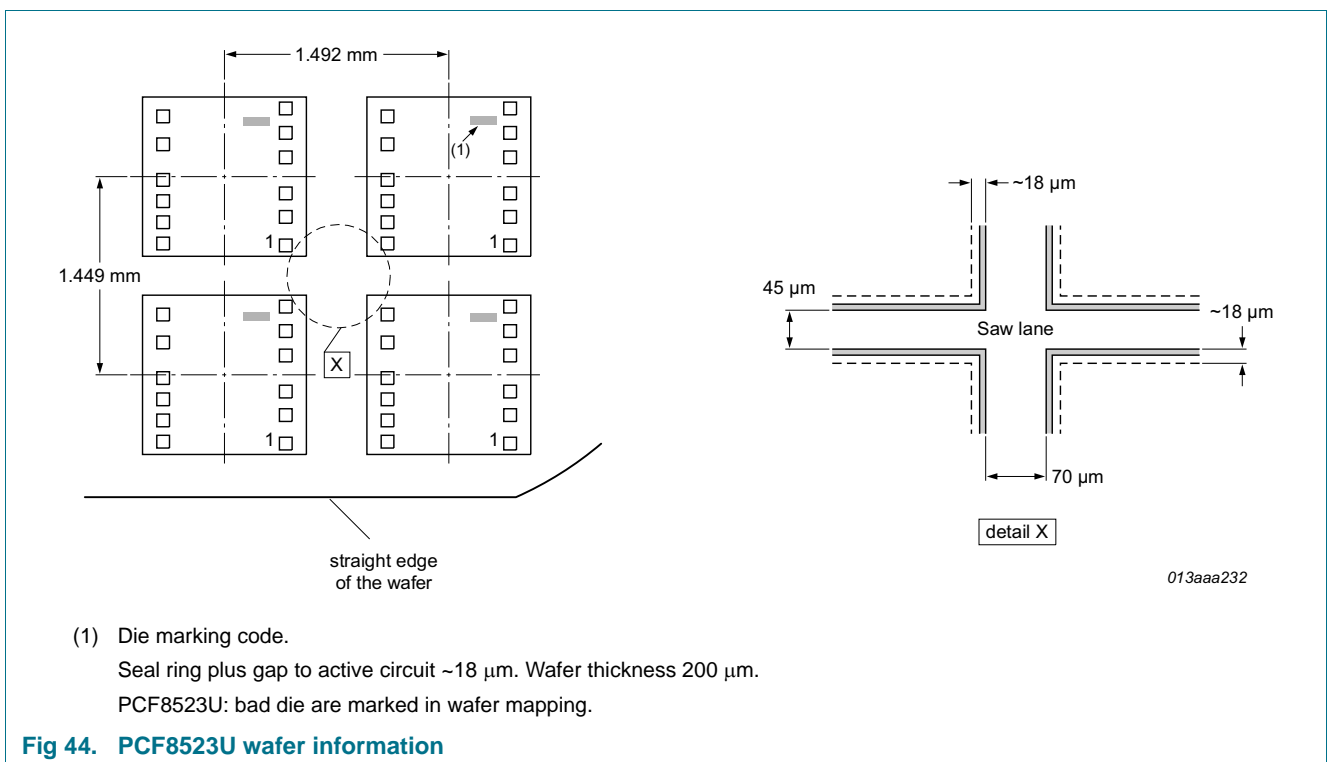 1.492 mm
(1)
1
1
1.449 mm
X
1
1
straight edge
of the wafer
~18 μm
45 μm
Saw lane
~18 μm
70 μm
detail X
013aaa232
(1) Die marking code.
Seal ring plus gap to active circuit ~18 μm. Wafer thickness 200 μm.
PCF8523U: bad die are marked in wafer mapping.
Fig 44. PCF8523U wafer information